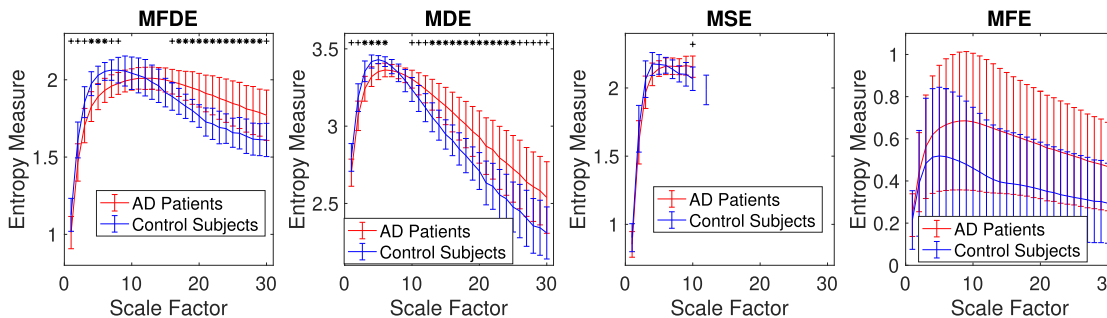 MFDE
MDE
MSE
MFE
++****++ ++*************+
++***** ++++*************++++++
+
Entropy Measure
2
1.5
1
AD Patients
Control Subjects
0
10
20
30
Scale Factor
Entropy Measure
3.5
3
2.5
AD Patients
Control Subjects
0
10
20
30
Scale Factor
Entropy Measure
2
1.5
1
AD Patients
Control Subjects
0
10
20
30
Scale Factor
Entropy Measure
1
0.8
0.6
0.4
0.2
0
AD Patients
Control Subjects
0
10
20
30
Scale Factor